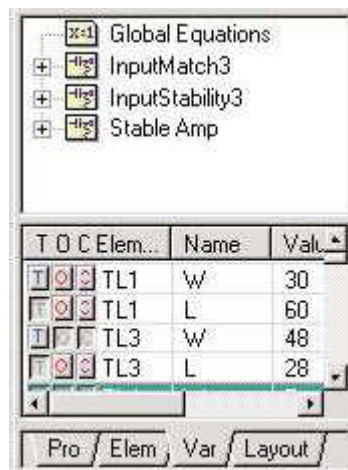 X=1 Global Equations
InputMatch3
InputStability3
Stable Amp
T O C Elem... Name Valu
T O C TL1 W 30
T O C TL1 L 60
T O C TL3 W 48
T O C TL3 L 28
Pro Elem Var Layout